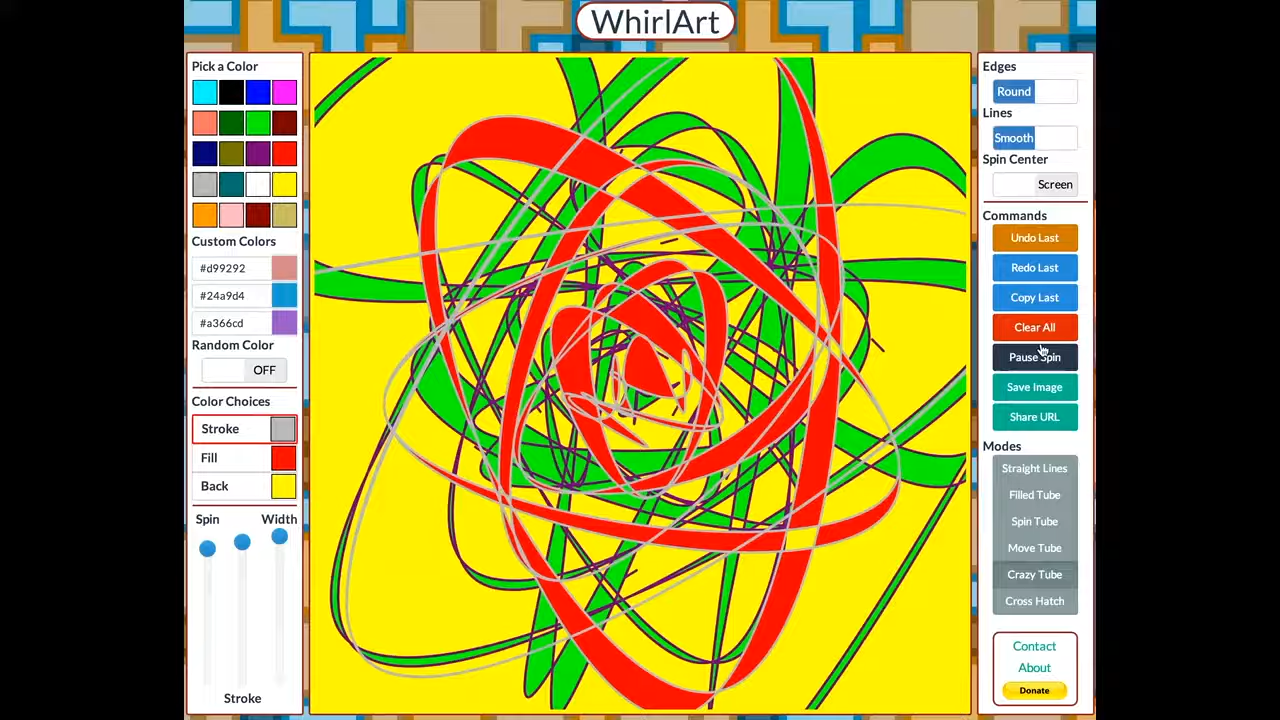 WhirlArt
Pick a Color
Custom Colors
#d99292
#24a9d4
#a366cd
Random Color
OFF
Color Choices
Stroke
Fill
Back
Spin Width
Stroke
Edges
Round
Lines
Smooth
Spin Center
Screen
Commands
Undo Last
Redo Last
Copy Last
Clear All
Pause Spin
Save Image
Share URL
Modes
Straight Lines
Filled Tube
Spin Tube
Move Tube
Crazy Tube
Cross Hatch
Contact
About
Donate